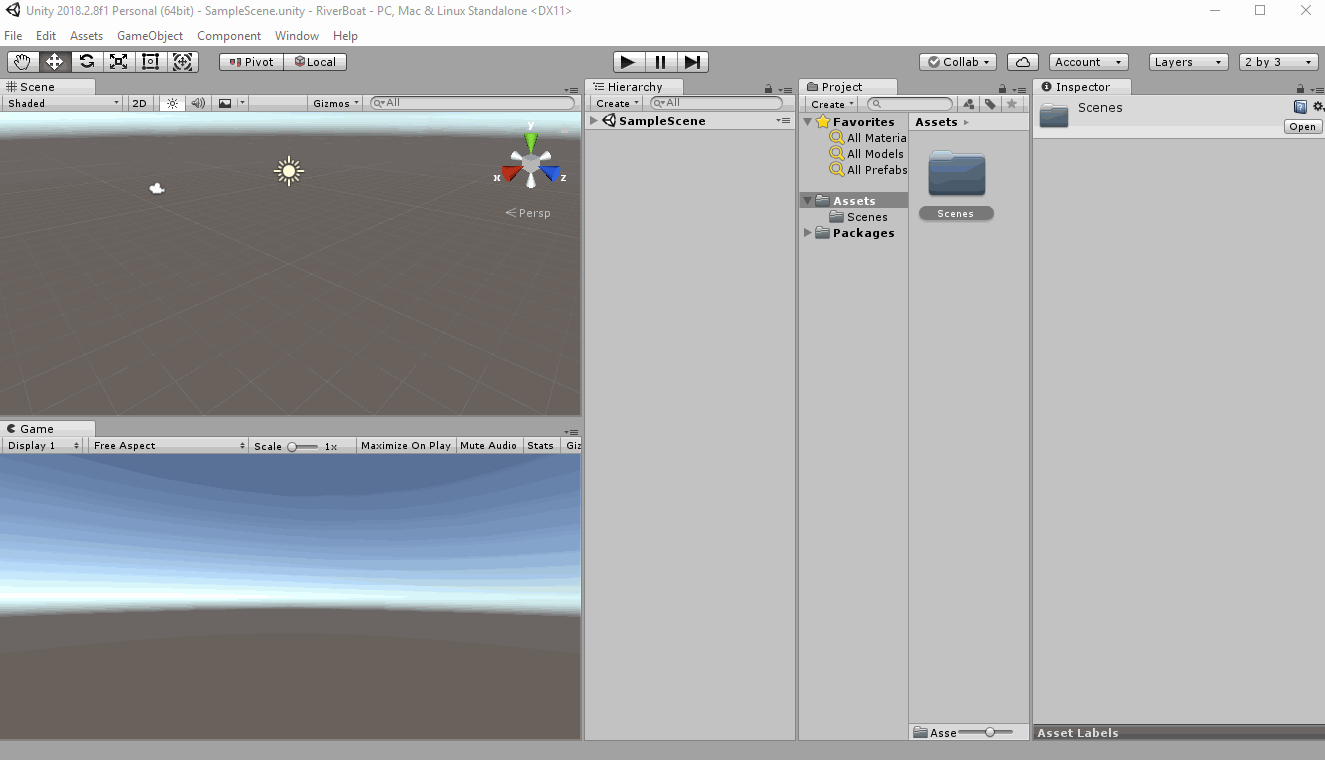 Unity 2018.2.8f1 Personal (64bit) - SampleScene.unity - RiverBoat - PC, Mac & Linux Standalone <DX11>
File Edit Assets GameObject Component Window Help
Pivot Local Collab Account Layers 2 by 3
Scene
Shaded 2D Gizmos All
y
x z
Persp
Game
Display 1 Free Aspect Scale 1x Maximize On Play Mute Audio Stats Giz
Hierarchy
Create All
SampleScene
Project
Create
Favorites
All Materia
All Models
All Prefabs
Assets
Scenes
Packages
Assets
Scenes
Asse
Inspector
Scenes
Open
Asset Labels